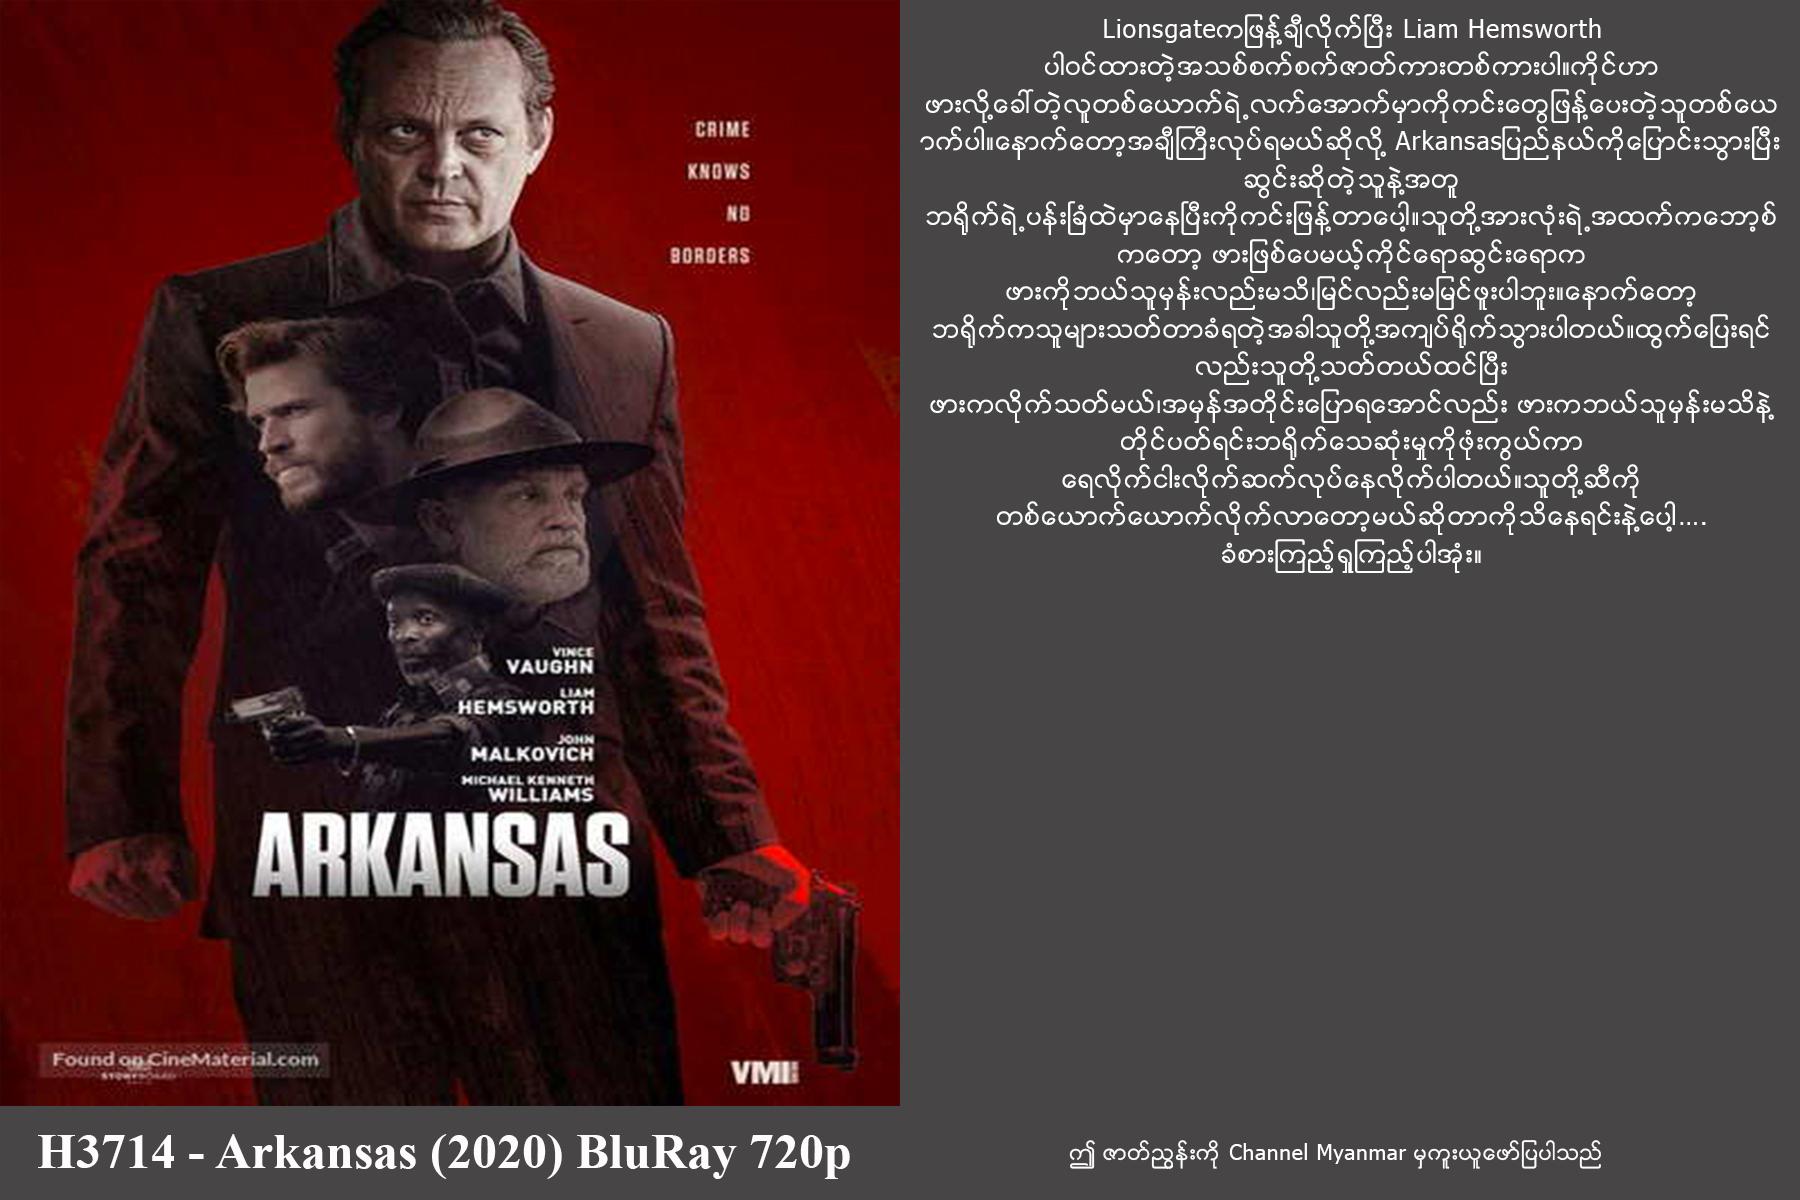 CRIME
KNOWS
NO
BORDERS
VINCE
VAUGHN
LIAM
HEMSWORTH
JOHN
MALKOVICH
MICHAEL KENNETH
WILLIAMS
ARKANSAS
Found on CineMaterial.com
VMI
H3714 - Arkansas (2020) BluRay 720p
Lionsgateကဖြန့်ချီလိုက်ပြီး Liam Hemsworth
ပါဝင်ထားတဲ့အသစ်စက်စက်ဇာတ်ကားတစ်ကားပါ။ကိုင်ဟာ
ဖားလို့ခေါ်တဲ့လူတစ်ယောက်ရဲ့လက်အောက်မှာကိုကင်းတွေဖြန့်ပေးတဲ့သူတစ်ယေ
ာက်ပါ။နောက်တော့အချီကြီးလုပ်ရမယ်ဆိုလို့ Arkansasပြည်နယ်ကိုပြောင်းသွားပြီး
ဆွင်းဆိုတဲ့သူနဲ့အတူ
ဘရိုက်ရဲ့ပန်းခြံထဲမှာနေပြီးကိုကင်းဖြန့်တာပေါ့။သူတို့အားလုံးရဲ့အထက်ကဘော့စ်
ကတော့ ဖားဖြစ်ပေမယ့်ကိုင်ရောဆွင်းရောက
ဖားကိုဘယ်သူမှန်းလည်းမသိ၊မြင်လည်းမမြင်ဖူးပါဘူး။နောက်တော့
ဘရိုက်ကသူများသတ်တာခံရတဲ့အခါသူတို့အကျပ်ရိုက်သွားပါတယ်။ထွက်ပြေးရင်
လည်းသူတို့သတ်တယ်ထင်ပြီး
ဖားကလိုက်သတ်မယ်၊အမှန်အတိုင်းပြောရအောင်လည်း ဖားကဘယ်သူမှန်းမသိနဲ့
တိုင်ပတ်ရင်းဘရိုက်သေဆုံးမှုကိုဖုံးကွယ်ကာ
ရေလိုက်ငါးလိုက်ဆက်လုပ်နေလိုက်ပါတယ်။သူတို့ဆီကို
တစ်ယောက်ယောက်လိုက်လာတော့မယ်ဆိုတာကိုသိနေရင်းနဲ့ပေါ့....
ခံစားကြည့်ရှုကြည့်ပါအုံး။
ဤ ဇာတ်ညွှန်းကို Channel Myanmar မှကူးယူဖော်ပြပါသည်